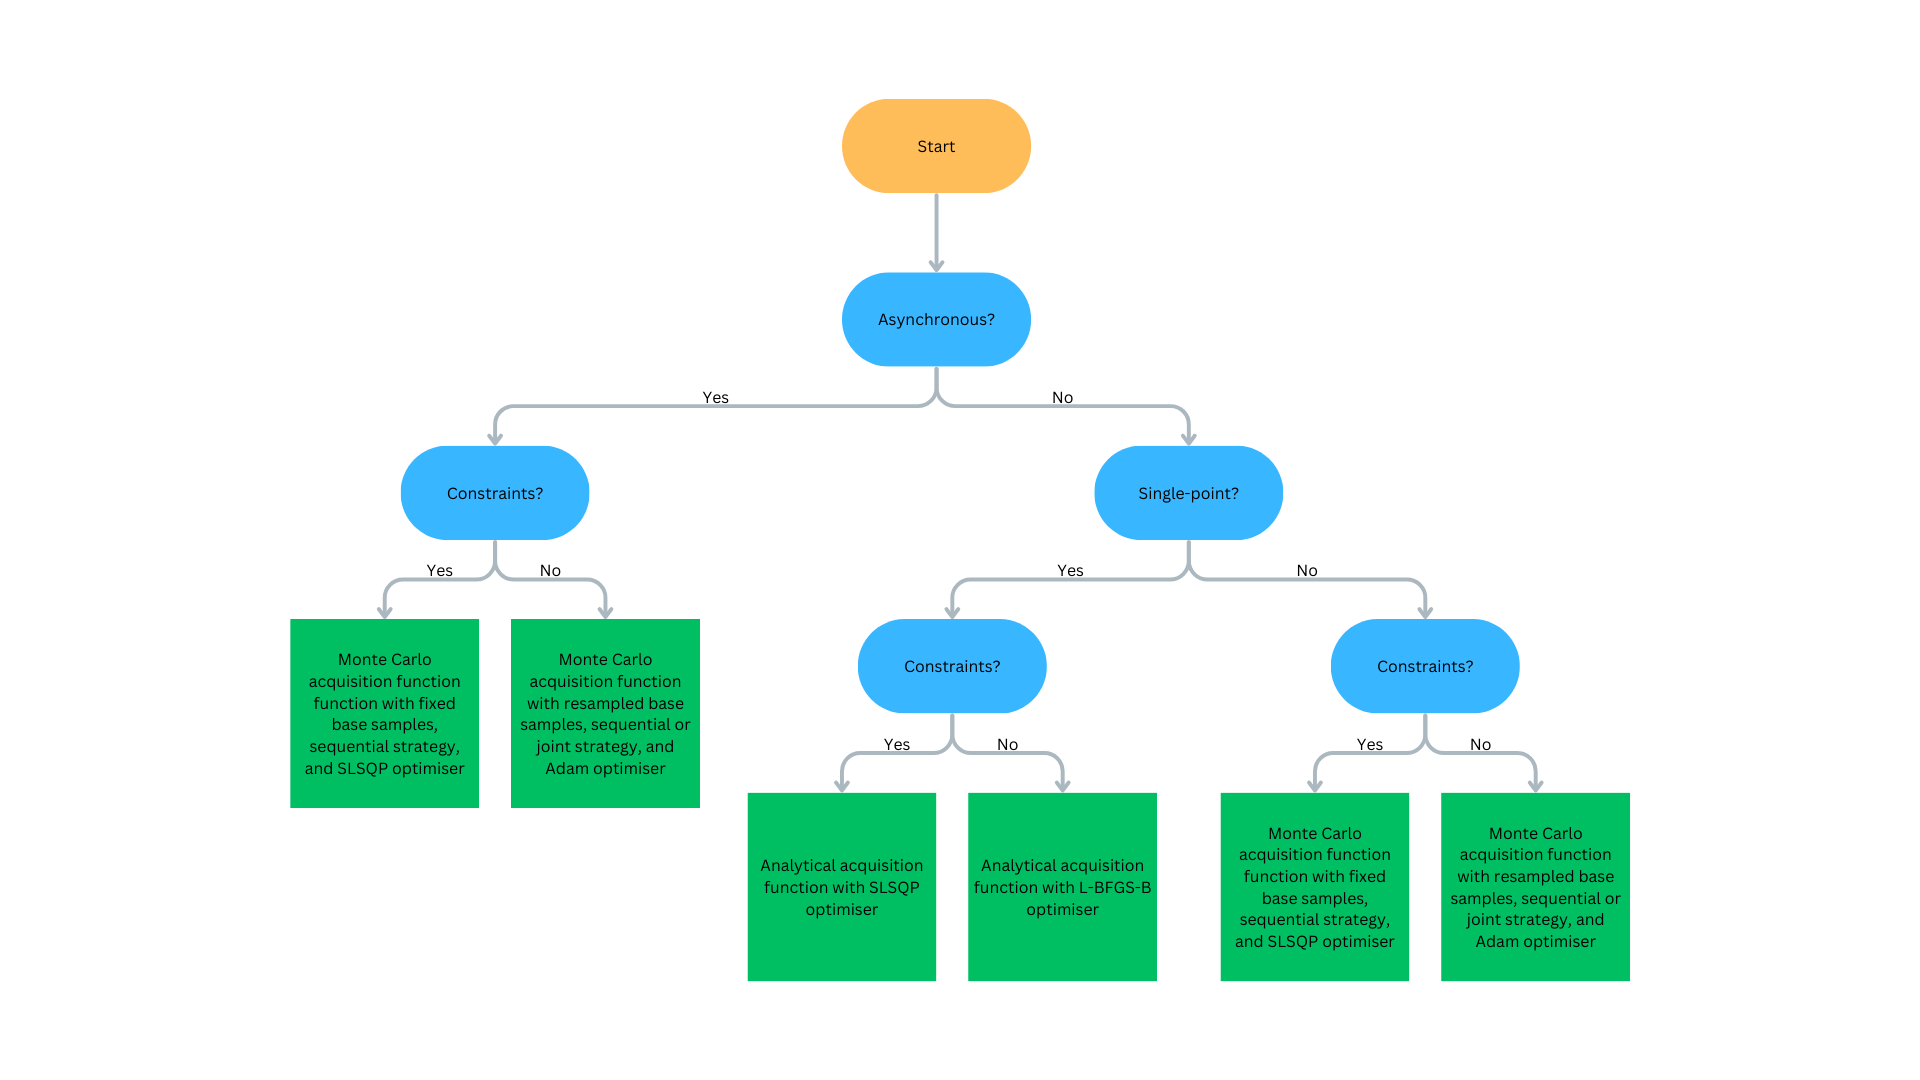 Start
Asynchronous?
Yes
No
Constraints?
Single-point?
Yes
No
Yes
No
Monte Carlo
acquisition function
function with fixed
base samples,
sequential strategy,
and SLSQP optimiser
Monte Carlo
acquisition function
with resampled base
samples, sequential or
joint strategy, and
Adam optimiser
Constraints?
Constraints?
Yes
No
Yes
No
Analytical acquisition
function with SLSQP
optimiser
Analytical acquisition
function with L-BFGS-B
optimiser
Monte Carlo
acquisition function
function with fixed
base samples,
sequential strategy,
and SLSQP optimiser
Monte Carlo
acquisition function
with resampled base
samples, sequential or
joint strategy, and
Adam optimiser